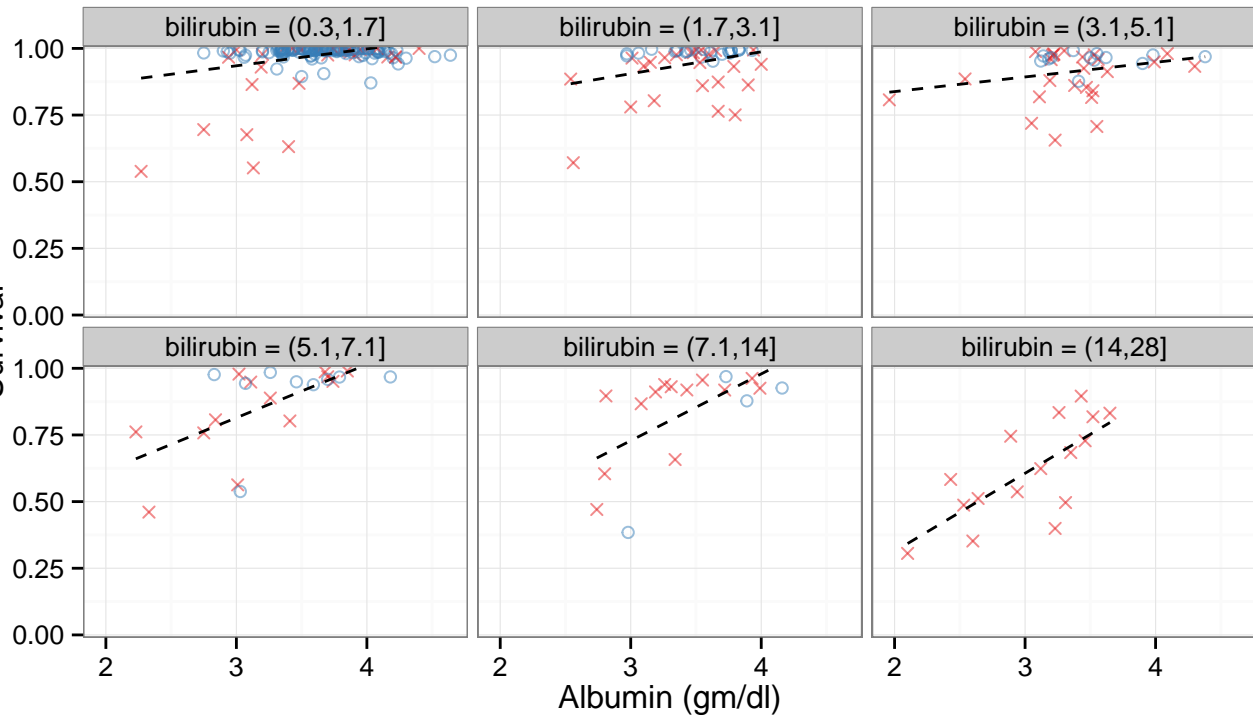 bilirubin = (0.3,1.7] bilirubin = (1.7,3.1] bilirubin = (3.1,5.1]
1.00
0.75
0.50
0.25
0.00
bilirubin = (5.1,7.1] bilirubin = (7.1,14] bilirubin = (14,28]
1.00
0.75
0.50
0.25
0.00
2 3 4 2 3 4 2 3 4
Albumin (gm/dl)